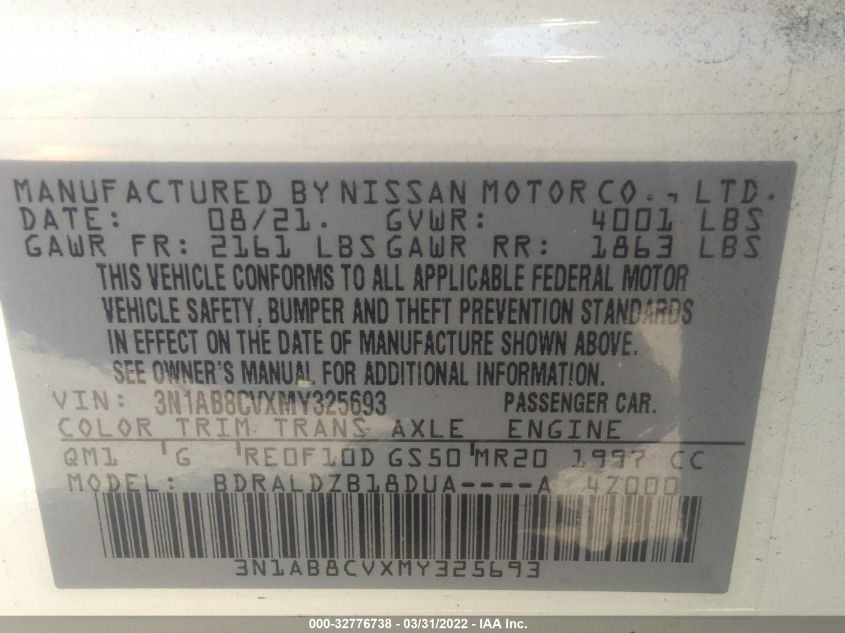 MANUFACTURED BY NISSAN MOTOR CO., LTD.
DATE: 08/21. GVWR: 4001 LBS
GAWR FR: 2161 LBS GAWR RR: 1863 LBS
THIS VEHICLE CONFORMS TO ALL APPLICABLE FEDERAL MOTOR
VEHICLE SAFETY, BUMPER AND THEFT PREVENTION STANDARDS
IN EFFECT ON THE DATE OF MANUFACTURE SHOWN ABOVE.
SEE OWNER'S MANUAL FOR ADDITIONAL INFORMATION.
VIN: 3N1AB8CVXMY325693 PASSENGER CAR.
COLOR TRIM TRANS AXLE ENGINE
QM1 'G 'RE0F10D GS50 'MR20 1997 CC
MODEL: BDRALDZB18DUA----A 4Z000
3N1AB8CVXMY325693
000-32776738 - 03/31/2022 - IAA Inc.